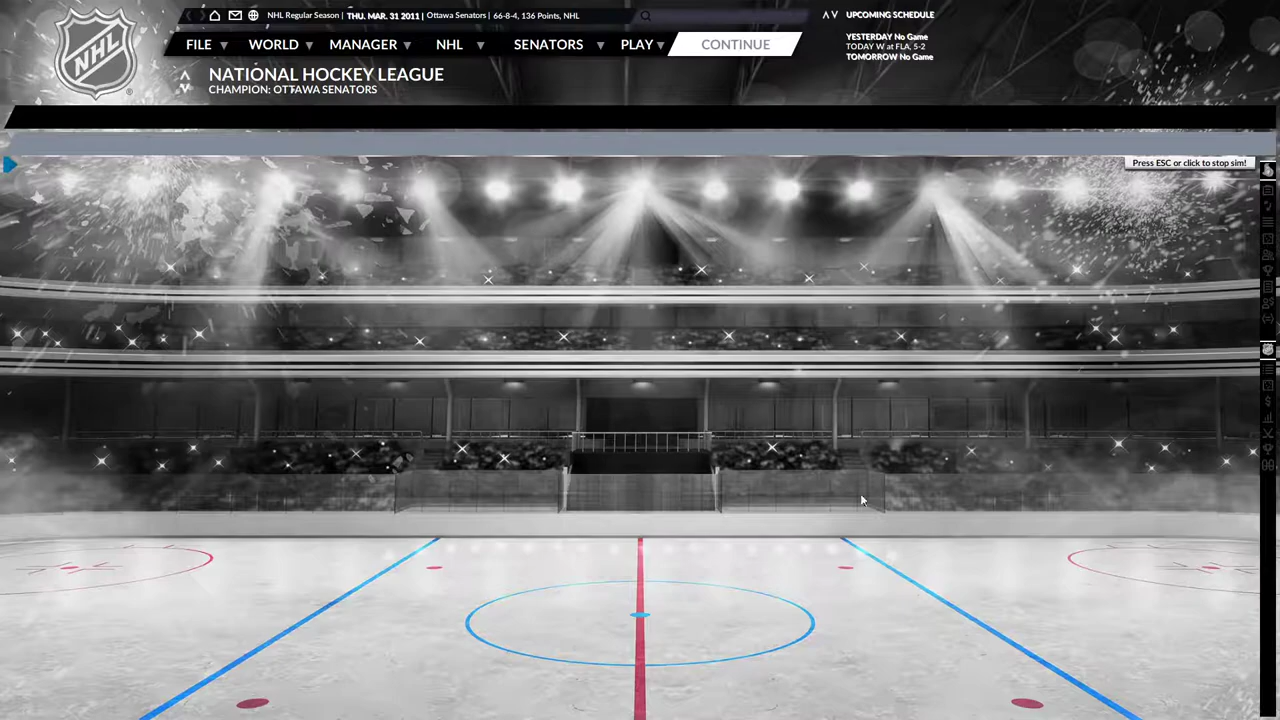 NHL Regular Season | THU. MAR. 31 2011 | Ottawa Senators | 66-8-4, 136 Points, NHL
UPCOMING SCHEDULE
NHL
®
FILE WORLD MANAGER NHL SENATORS PLAY CONTINUE
YESTERDAY No Game
TODAY W at FLA, 5-2
TOMORROW No Game
NATIONAL HOCKEY LEAGUE
CHAMPION: OTTAWA SENATORS
Press ESC or click to stop sim!